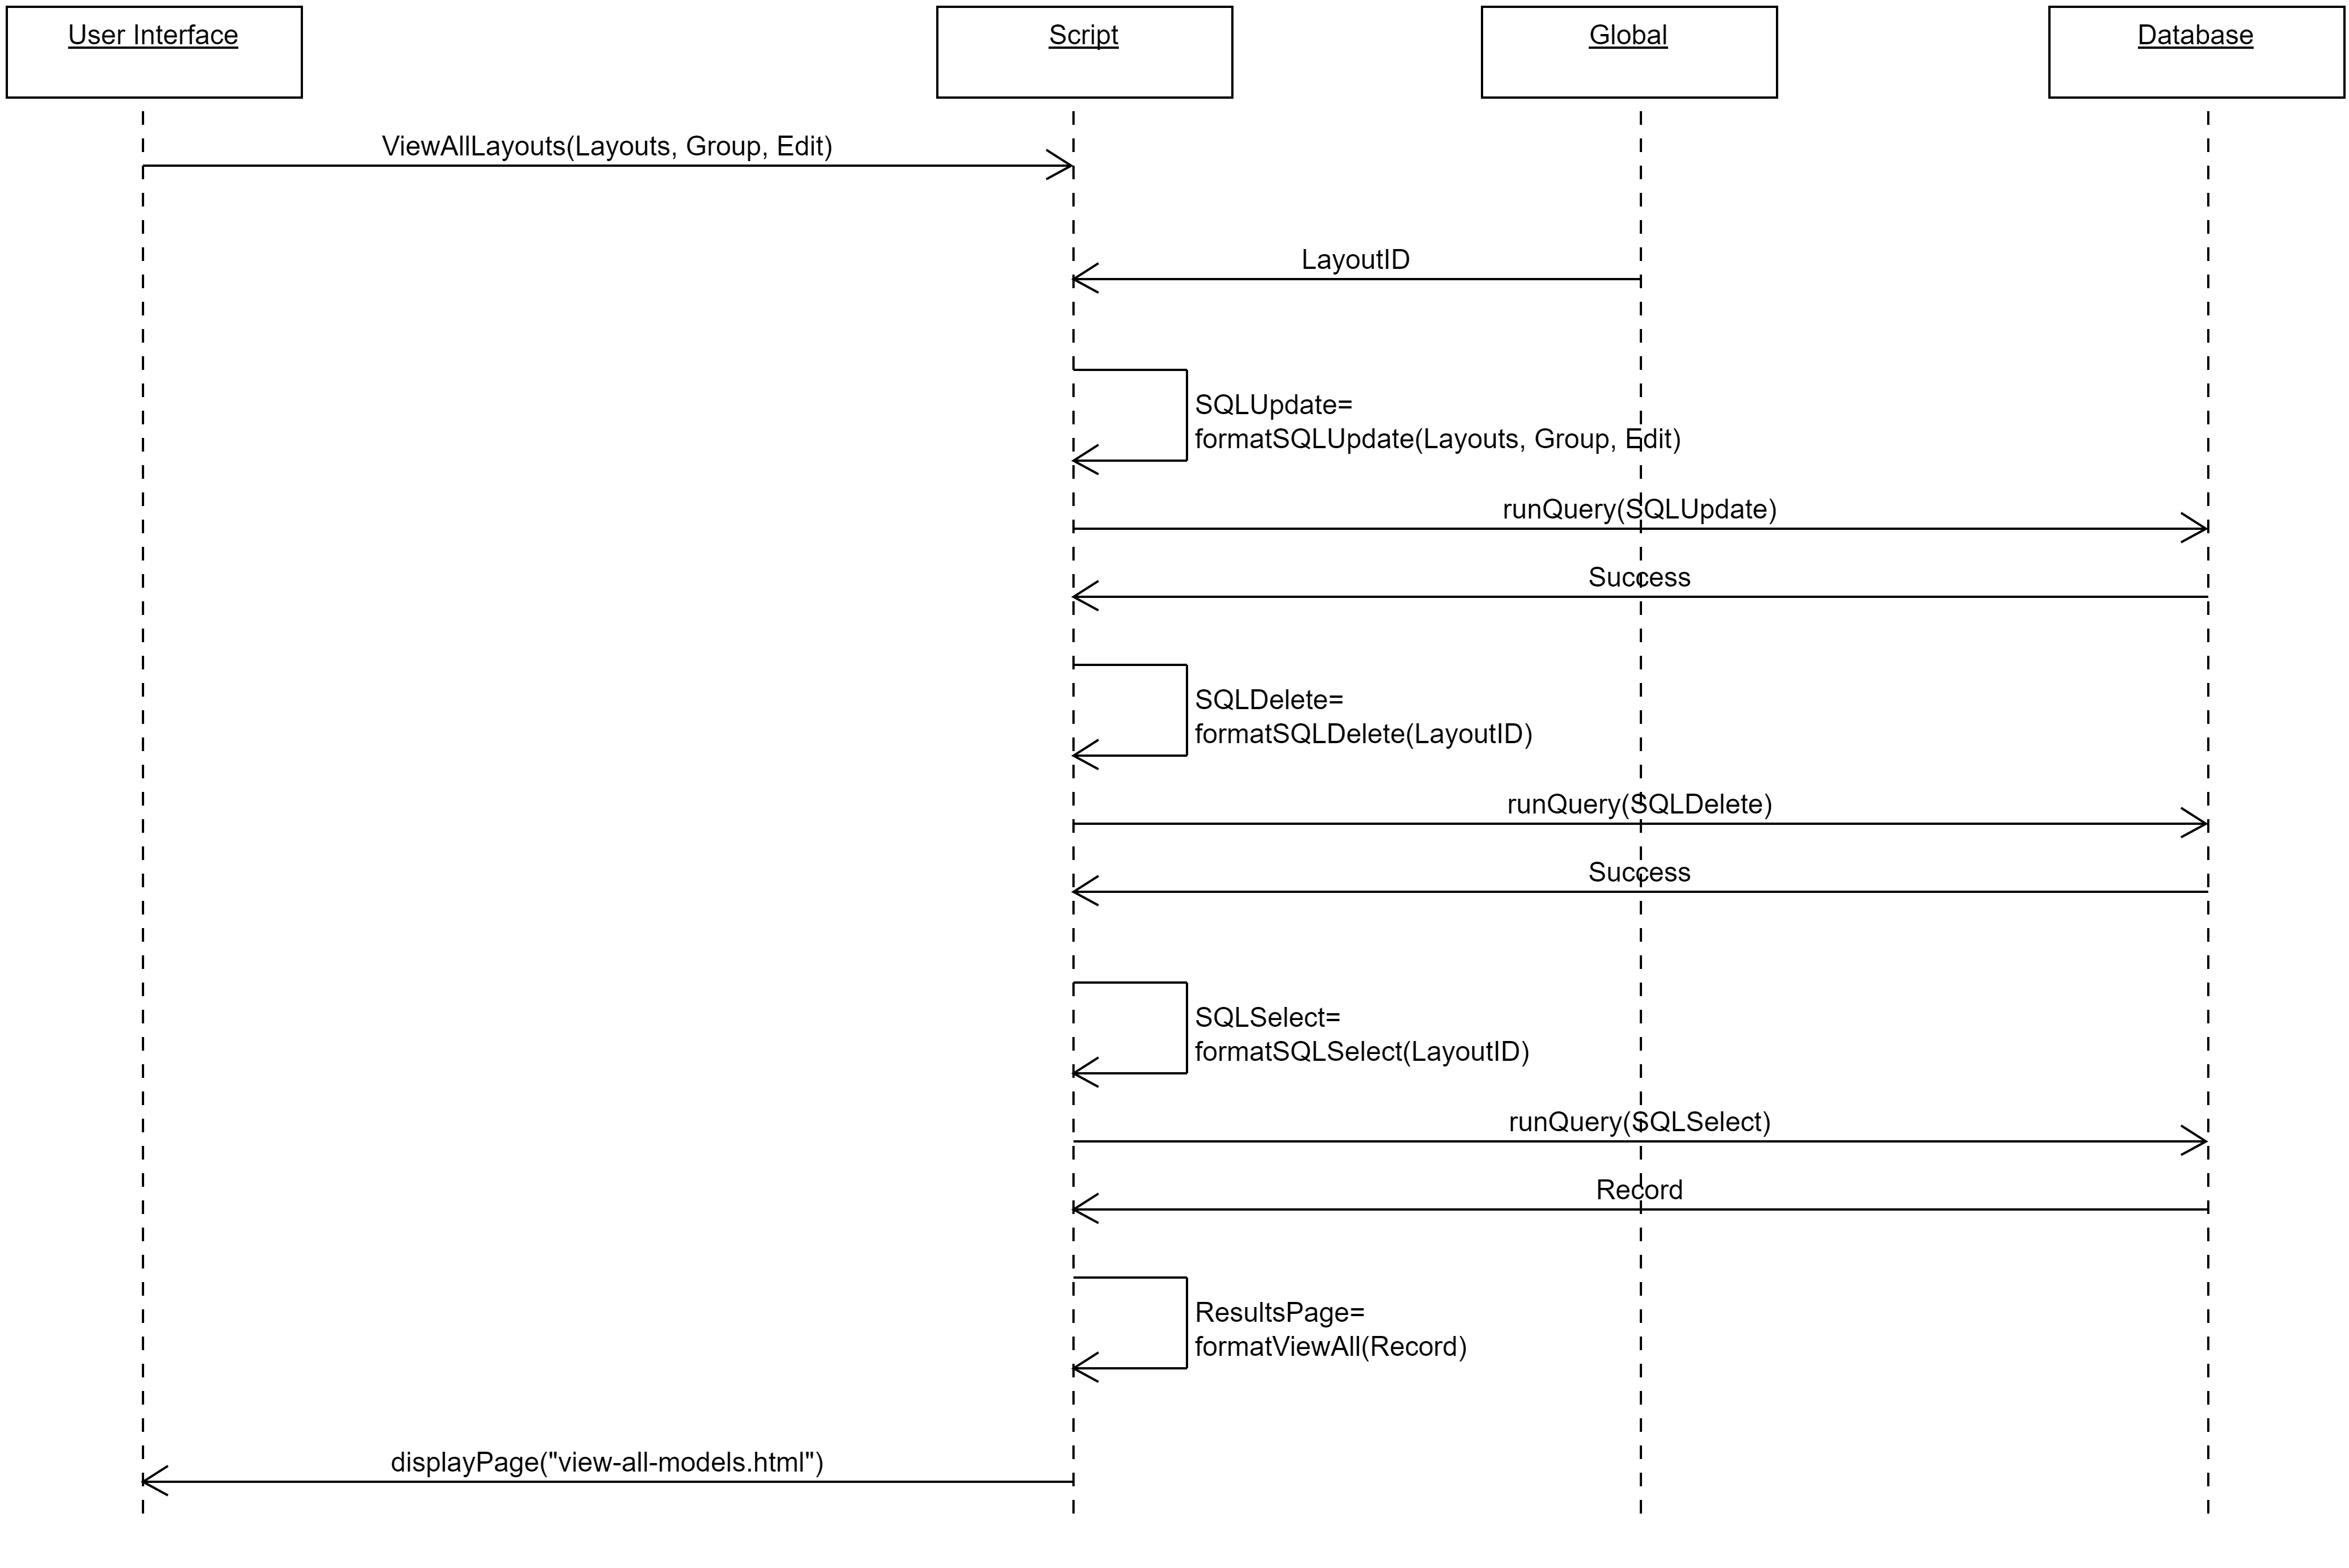 User Interface
Script
Global
Database
ViewAllLayouts(Layouts, Group, Edit)
LayoutID
SQLUpdate=
formatSQLUpdate(Layouts, Group, Edit)
runQuery(SQLUpdate)
Success
SQLDelete=
formatSQLDelete(LayoutID)
runQuery(SQLDelete)
Success
SQLSelect=
formatSQLSelect(LayoutID)
runQuery(SQLSelect)
Record
ResultsPage=
formatViewAll(Record)
displayPage("view-all-models.html")